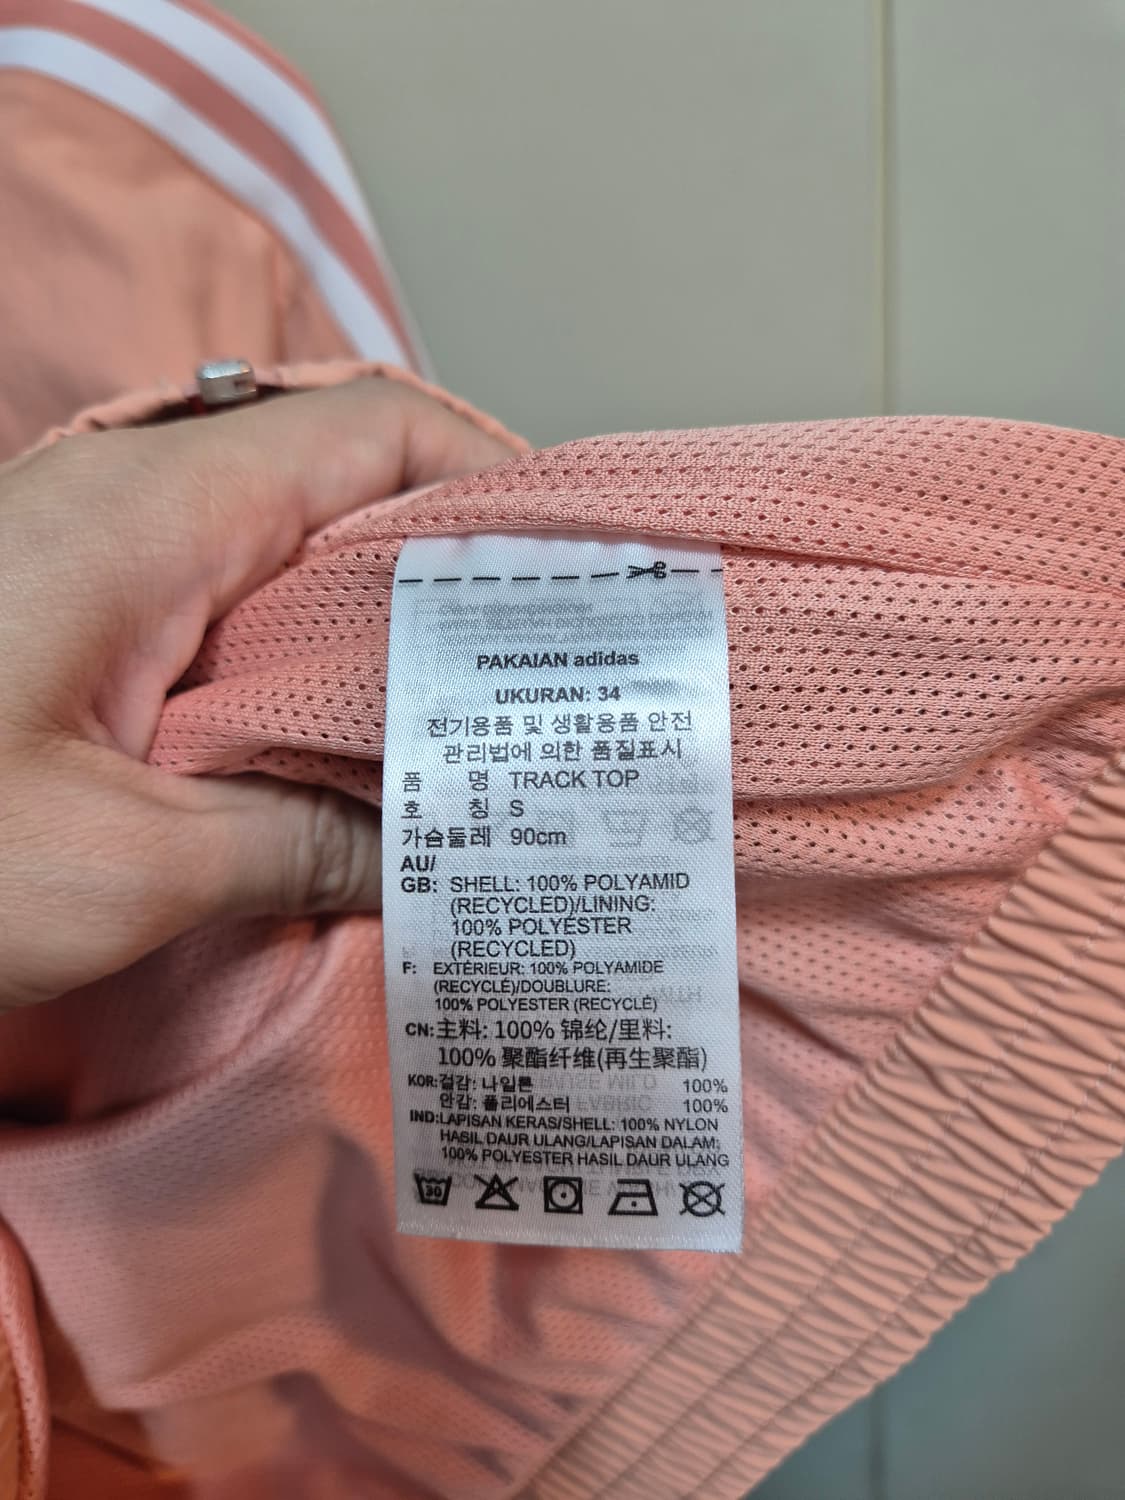 PAKAIAN adidas
UKURAN: 34
전기용품 및 생활용품 안전
관리법에 의한 품질표시
품 명 TRACK TOP
호 칭 S
가슴둘레 90cm
AU/
GB: SHELL: 100% POLYAMID
(RECYCLED)/LINING:
100% POLYESTER
(RECYCLED)
F: EXTÉRIEUR: 100% POLYAMIDE
(RECYCLÉ)/DOUBLURE:
100% POLYESTER (RECYCLÉ)
CN: 主料: 100% 锦纶/里料:
100% 聚酯纤维(再生聚酯)
KOR: 겉감: 나일론 100%
안감: 폴리에스터 100%
IND: LAPISAN KERAS/SHELL: 100% NYLON
HASIL DAUR ULANG/LAPISAN DALAM:
100% POLYESTER HASIL DAUR ULANG
30